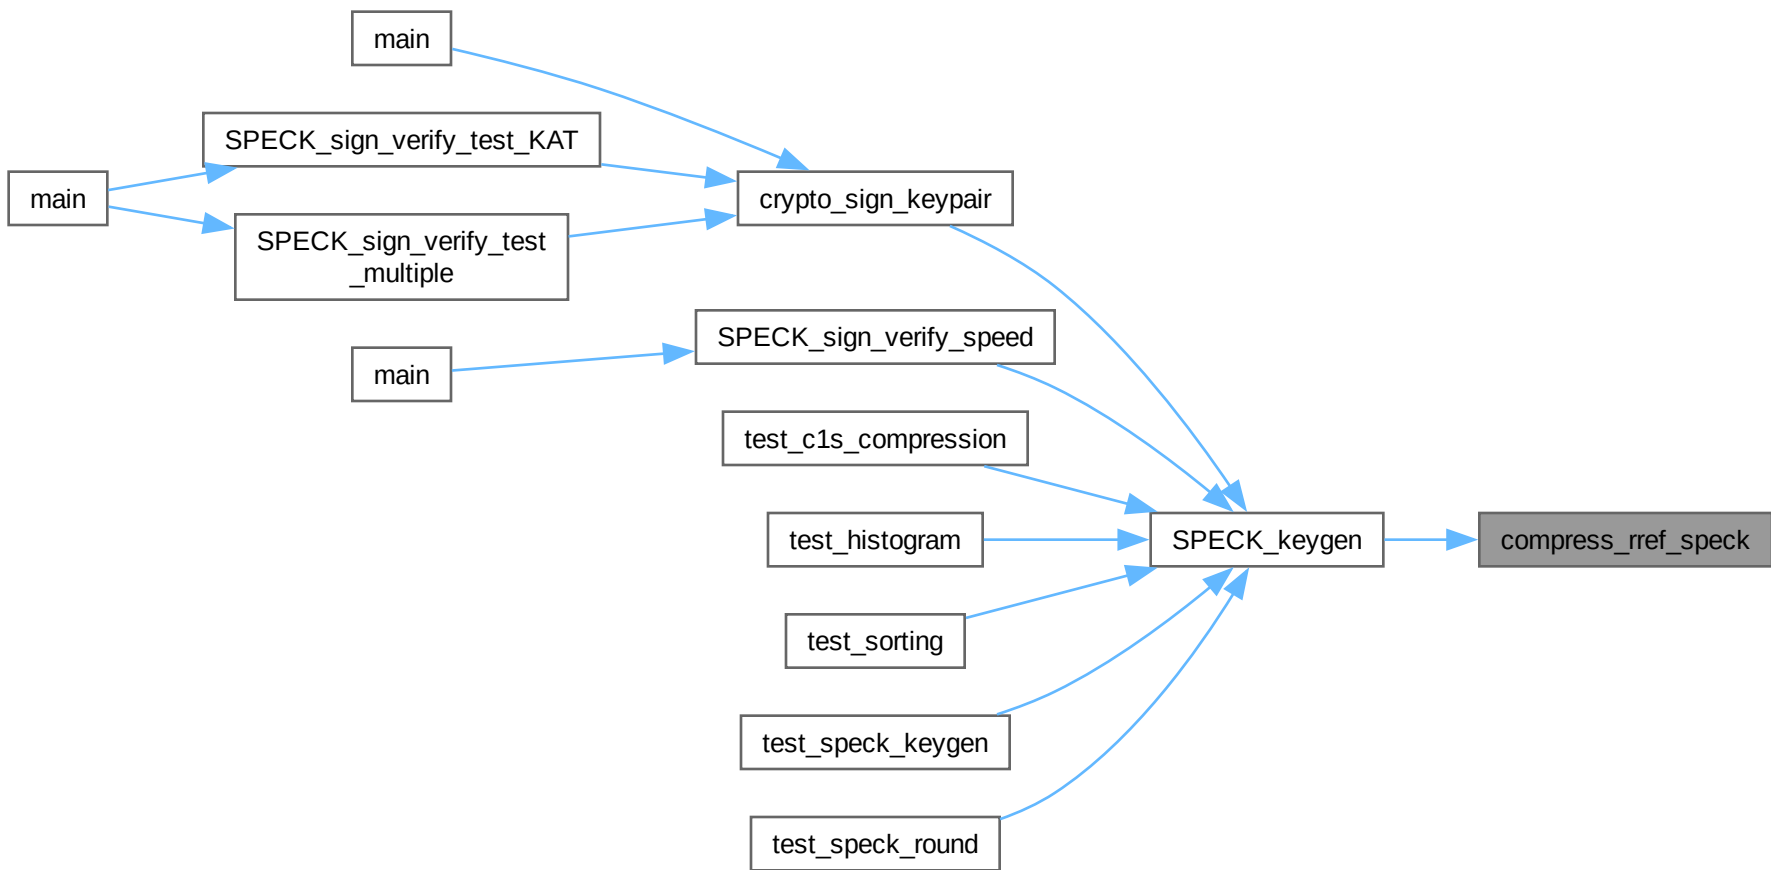 main
SPECK_sign_verify_test_KAT
main
crypto_sign_keypair
SPECK_sign_verify_test
_multiple
SPECK_sign_verify_speed
main
test_c1s_compression
test_histogram
SPECK_keygen
compress_rref_speck
test_sorting
test_speck_keygen
test_speck_round